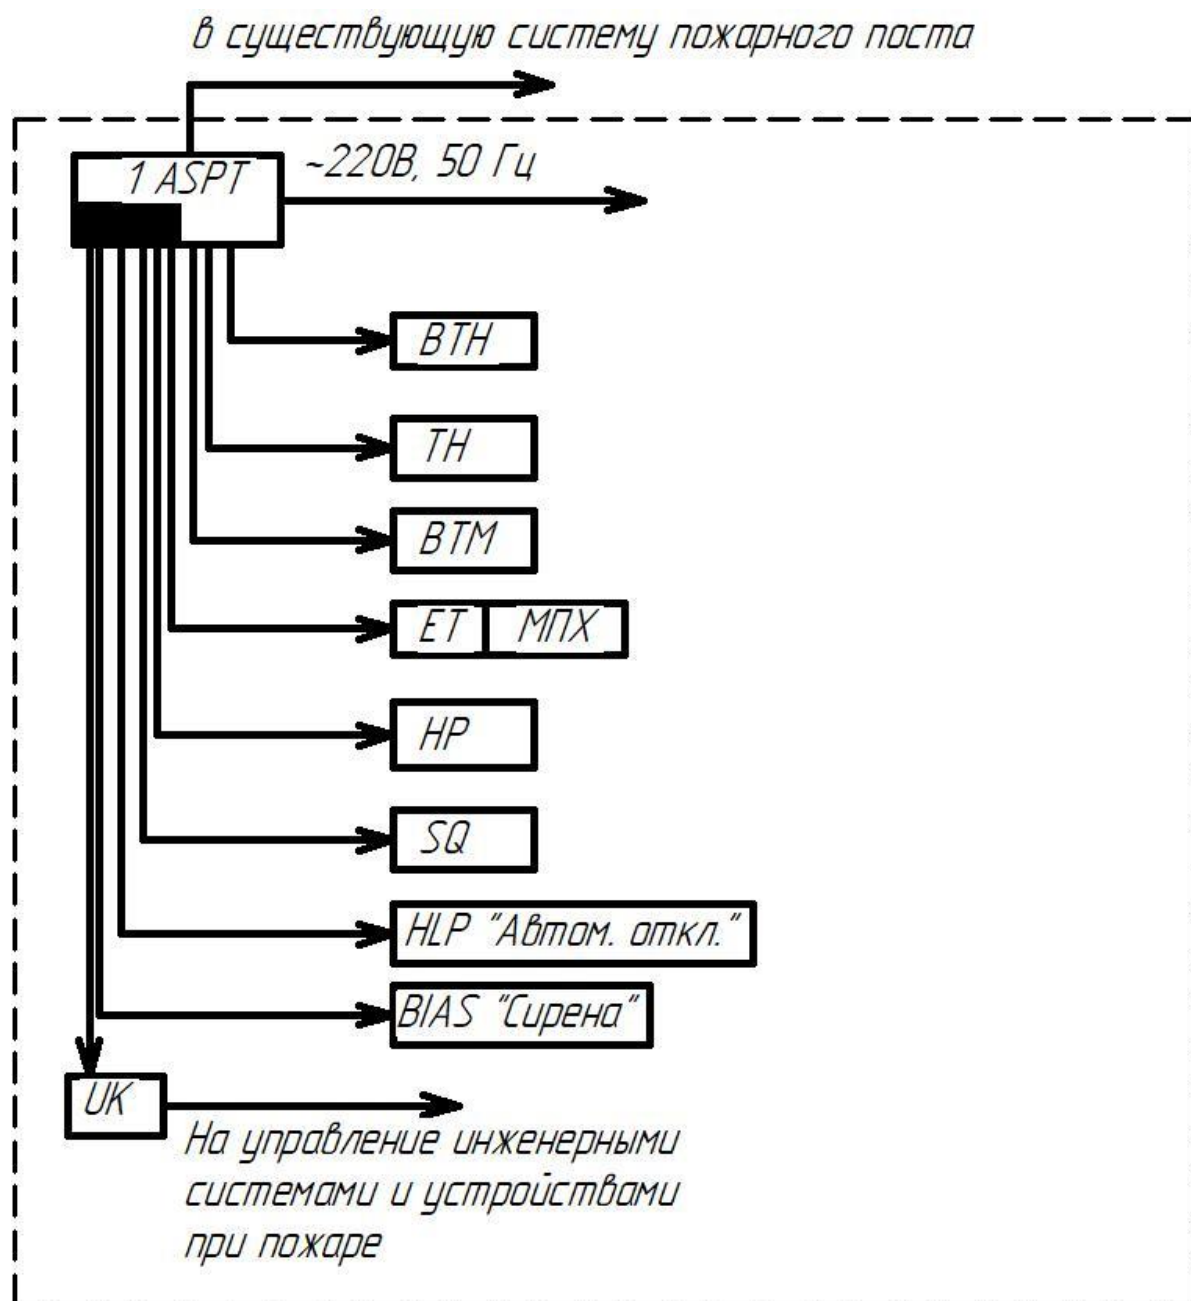 в существующую систему пожарного поста
1 ASPT
~220В, 50 Гц
BTH
TH
BTM
ET МПХ
HP
SQ
HLP "Автом. откл."
BIAS "Сирена"
UK
На управление инженерными
системами и устройствами
при пожаре